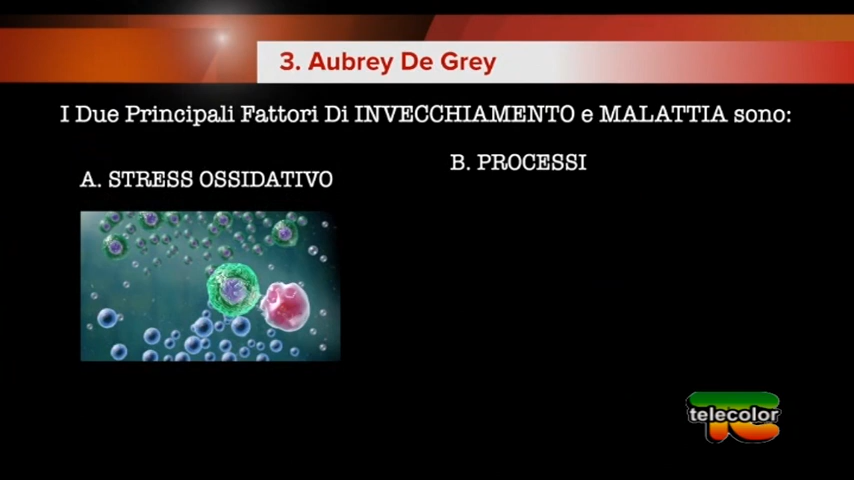 3. Aubrey De Grey
I Due Principali Fattori Di INVECCHIAMENTO e MALATTIA sono:
A. STRESS OSSIDATIVO
B. PROCESSI
telecolor